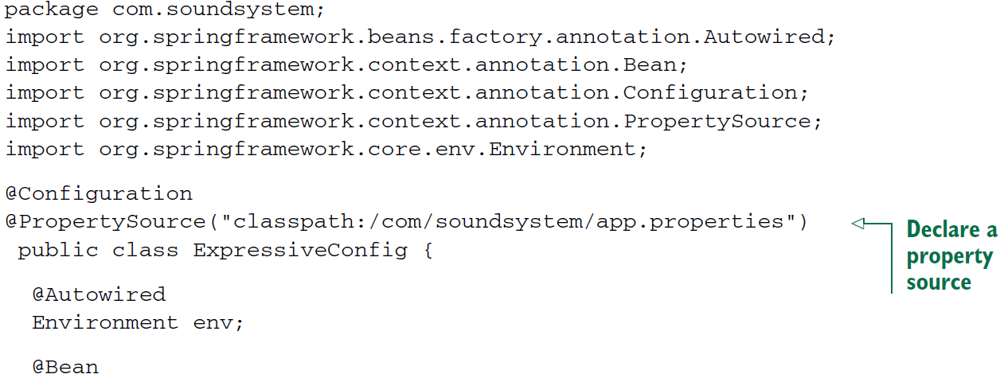 package com.soundsystem;
import org.springframework.beans.factory.annotation.Autowired;
import org.springframework.context.annotation.Bean;
import org.springframework.context.annotation.Configuration;
import org.springframework.context.annotation.PropertySource;
import org.springframework.core.env.Environment;
@Configuration
@PropertySource("classpath:/com/soundsystem/app.properties")
public class ExpressiveConfig {
@Autowired
Environment env;
@Bean
Declare a
property
source